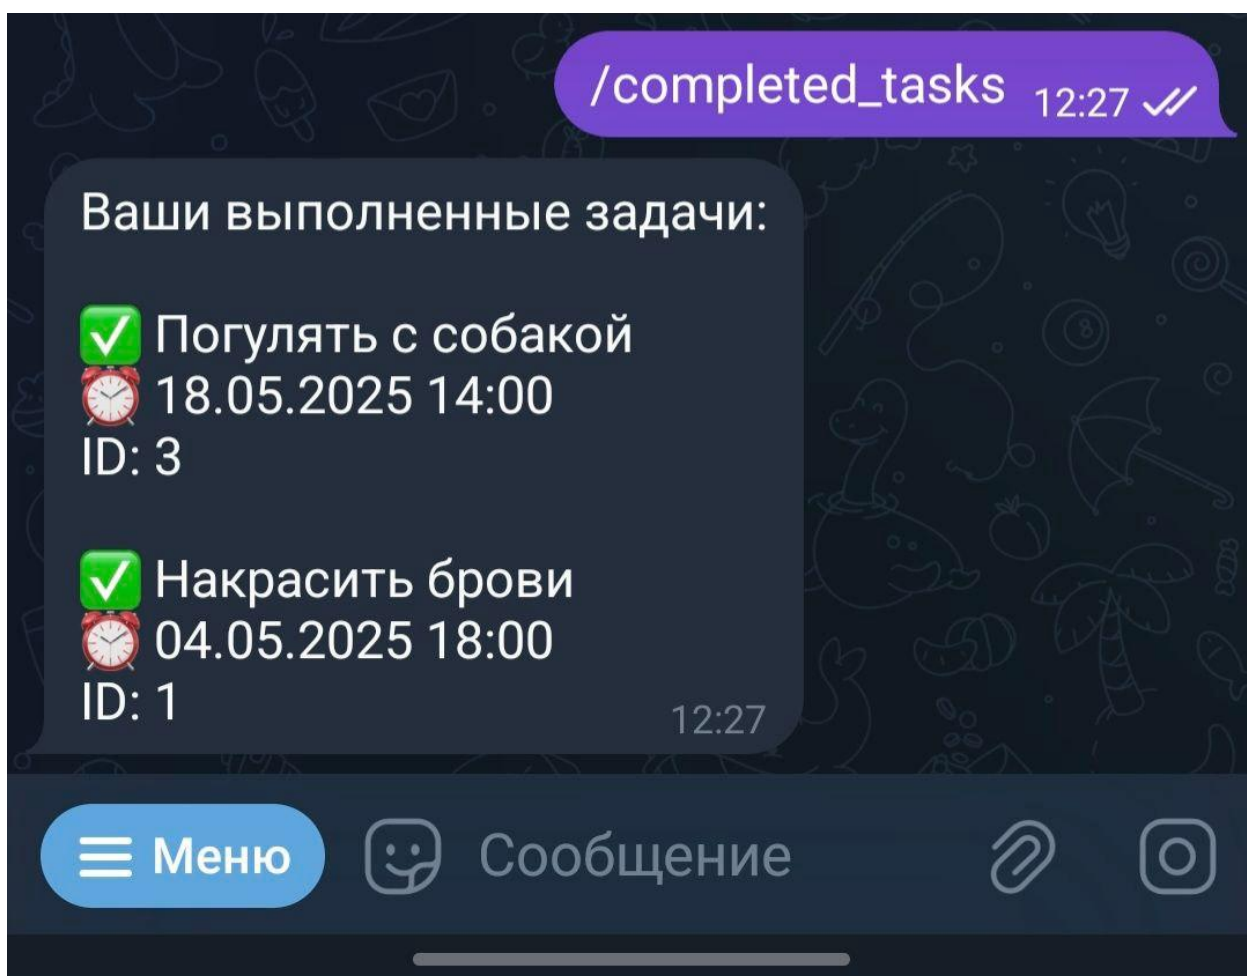 /completed_tasks 12:27
Ваши выполненные задачи:
✅ Погулять с собакой
⏰ 18.05.2025 14:00
ID: 3
✅ Накрасить брови
⏰ 04.05.2025 18:00
ID: 1
12:27
Меню
Сообщение